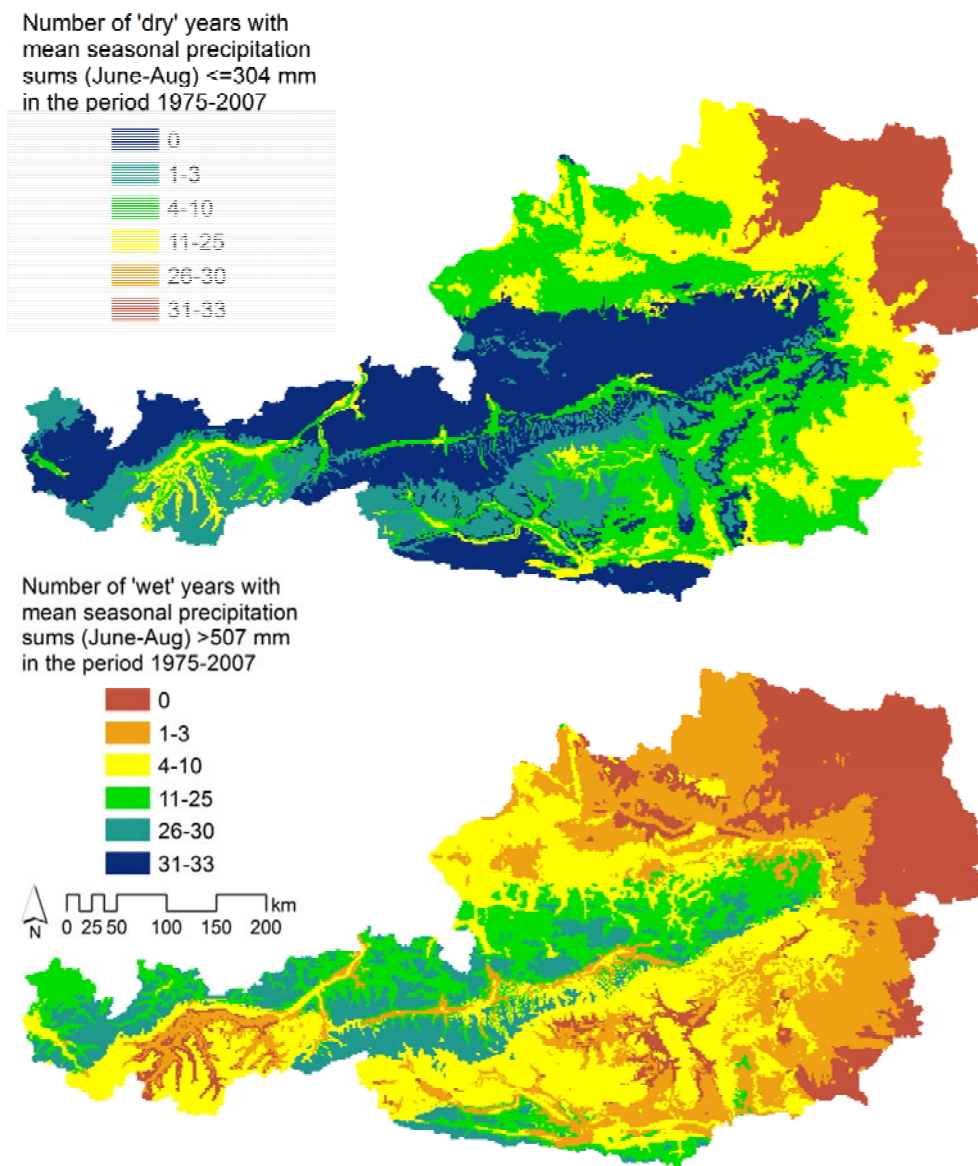 Number of 'dry' years with
mean seasonal precipitation
sums (June-Aug) <=304 mm
in the period 1975-2007
0
1-3
4-10
11-25
26-30
31-33
Number of 'wet' years with
mean seasonal precipitation
sums (June-Aug) >507 mm
in the period 1975-2007
0
1-3
4-10
11-25
26-30
31-33
km
N
0 25 50 100 150 200